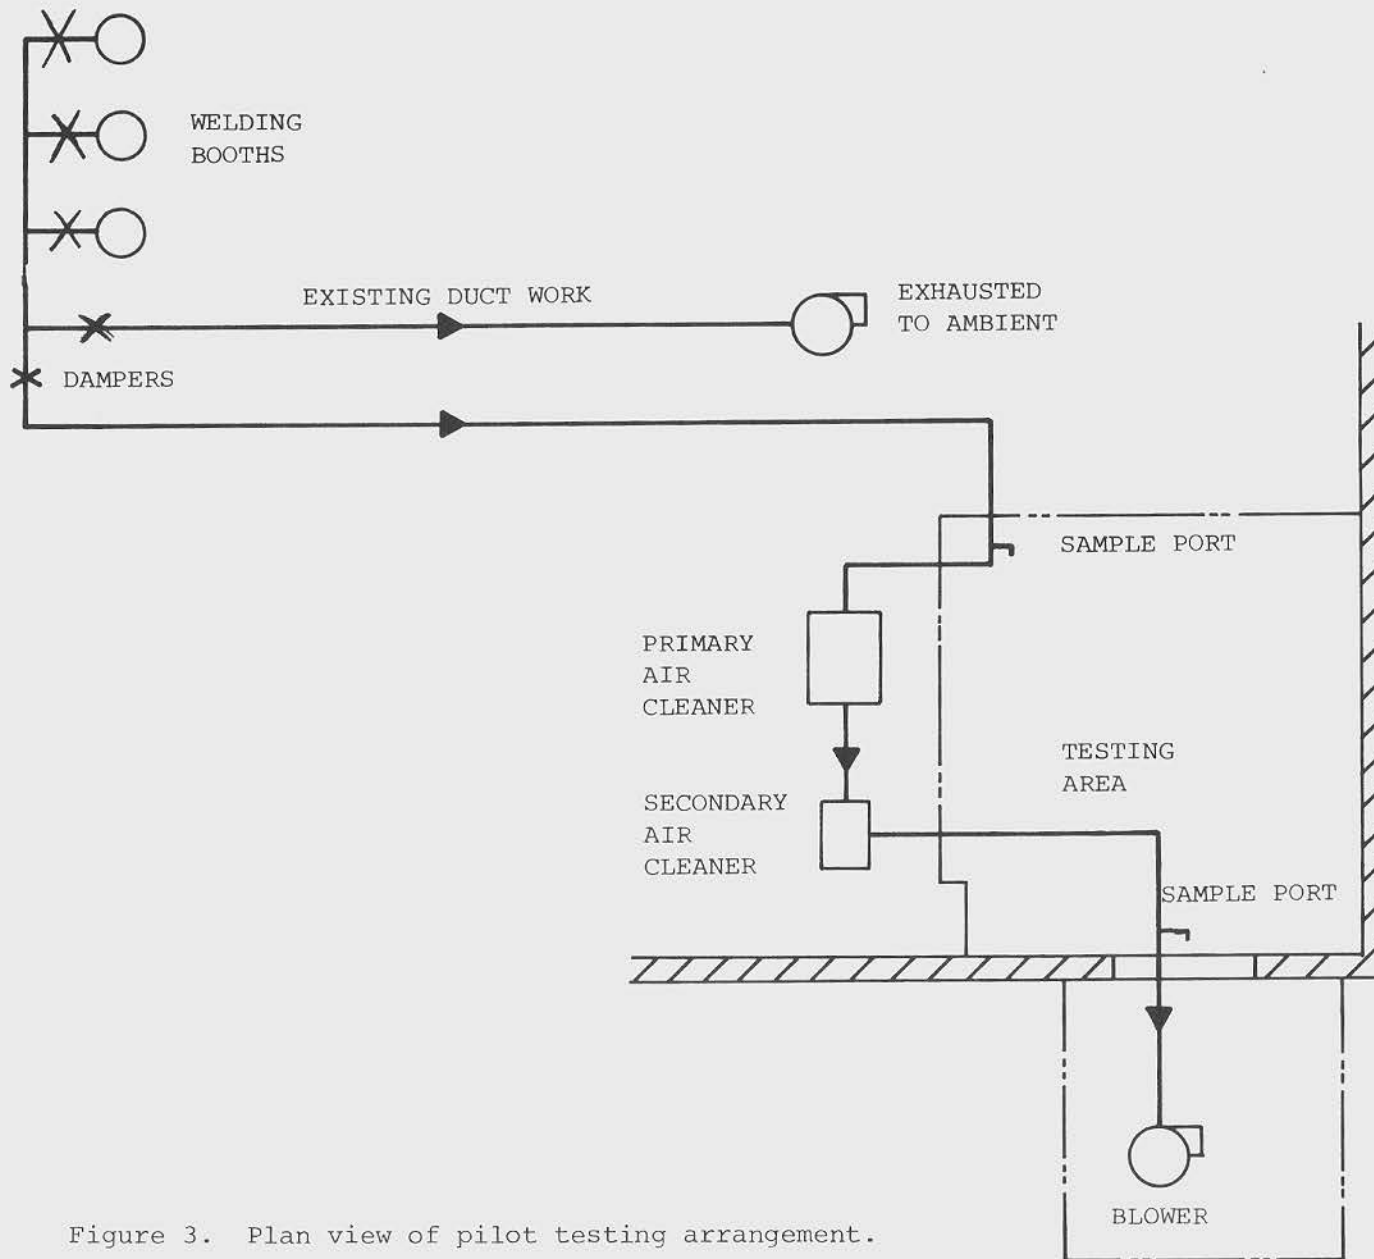 WELDING
BOOTHS
EXISTING DUCT WORK
EXHAUSTED
TO AMBIENT
DAMPERS
SAMPLE PORT
PRIMARY
AIR
CLEANER
TESTING
AREA
SECONDARY
AIR
CLEANER
SAMPLE PORT
BLOWER
Figure 3. Plan view of pilot testing arrangement.